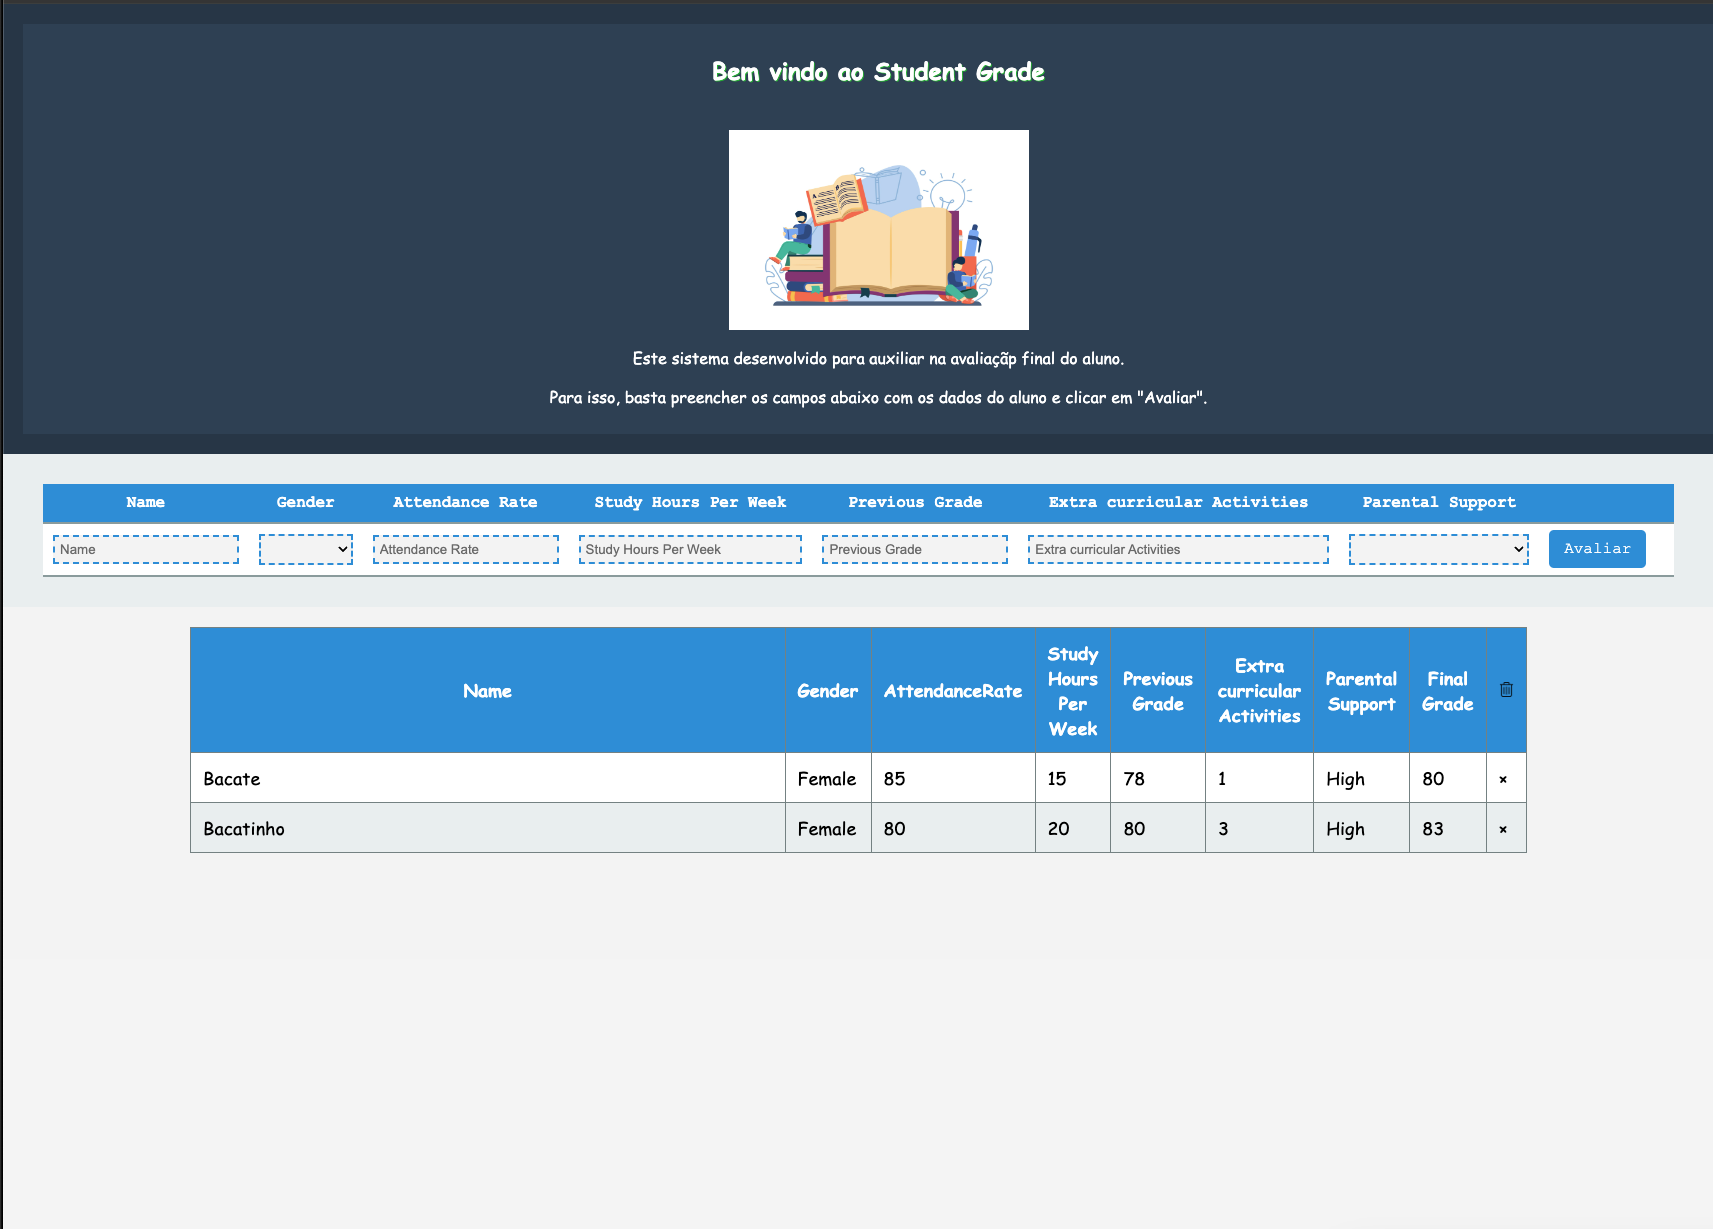 Bem vindo ao Student Grade
Este sistema desenvolvido para auxiliar na avaliaçãp final do aluno.
Para isso, basta preencher os campos abaixo com os dados do aluno e clicar em "Avaliar".
Name Gender Attendance Rate Study Hours Per Week Previous Grade Extra curricular Activities Parental Support
Name Attendance Rate Study Hours Per Week Previous Grade Extra curricular Activities Avaliar
Name Gender AttendanceRate Study Hours Per Week Previous Grade Extra curricular Activities Parental Support Final Grade
Bacate Female 85 15 78 1 High 80 ×
Bacatinho Female 80 20 80 3 High 83 ×